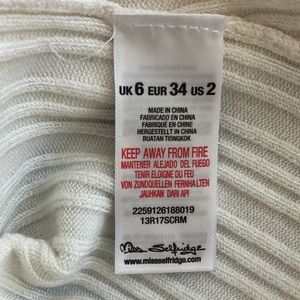 UK 6 EUR 34 US 2
MADE IN CHINA
FABRICADO EN CHINA
FABRIQUÉ EN CHINE
HERGESTELLT IN CHINA
BUATAN TIONGKOK
KEEP AWAY FROM FIRE
MANTENER ALEJADO DEL FUEGO
TENIR ELOIGNE DU FEU
VON ZUNDQUELLEN FERNHALTEN
JAUHKAN DARI API
2259126188019
13R17SCRM
Miss Selfridge
www.missselfridge.com